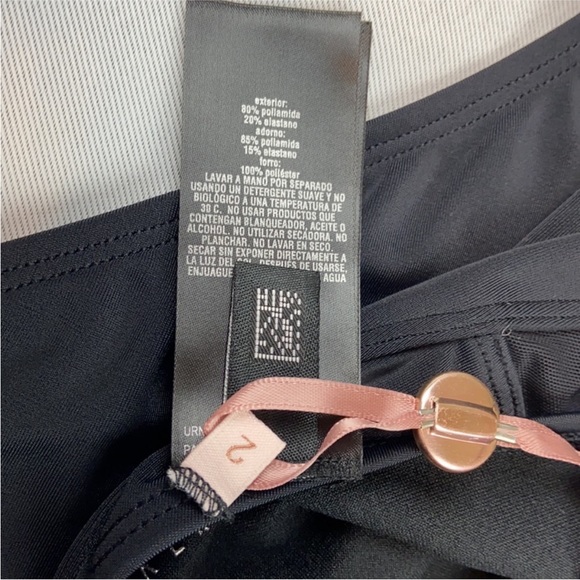 exterior:
80% poliamida
20% elastano
adorno:
85% poliamida
15% elastano
forro:
100% poliéster
LAVAR A MANO POR SEPARADO
USANDO UN DETERGENTE SUAVE Y NO
BIOLÓGICO A UNA TEMPERATURA DE
30 C. NO USAR PRODUCTOS QUE
CONTENGAN BLANQUEADOR, ACEITE O
ALCOHOL. NO UTILIZAR SECADORA. NO
PLANCHAR. NO LAVAR EN SECO.
SECAR SIN EXPONER DIRECTAMENTE A
LA LUZ DEL SOL. DESPUÉS DE USARSE,
ENJUAGUE AGUA
URN
2